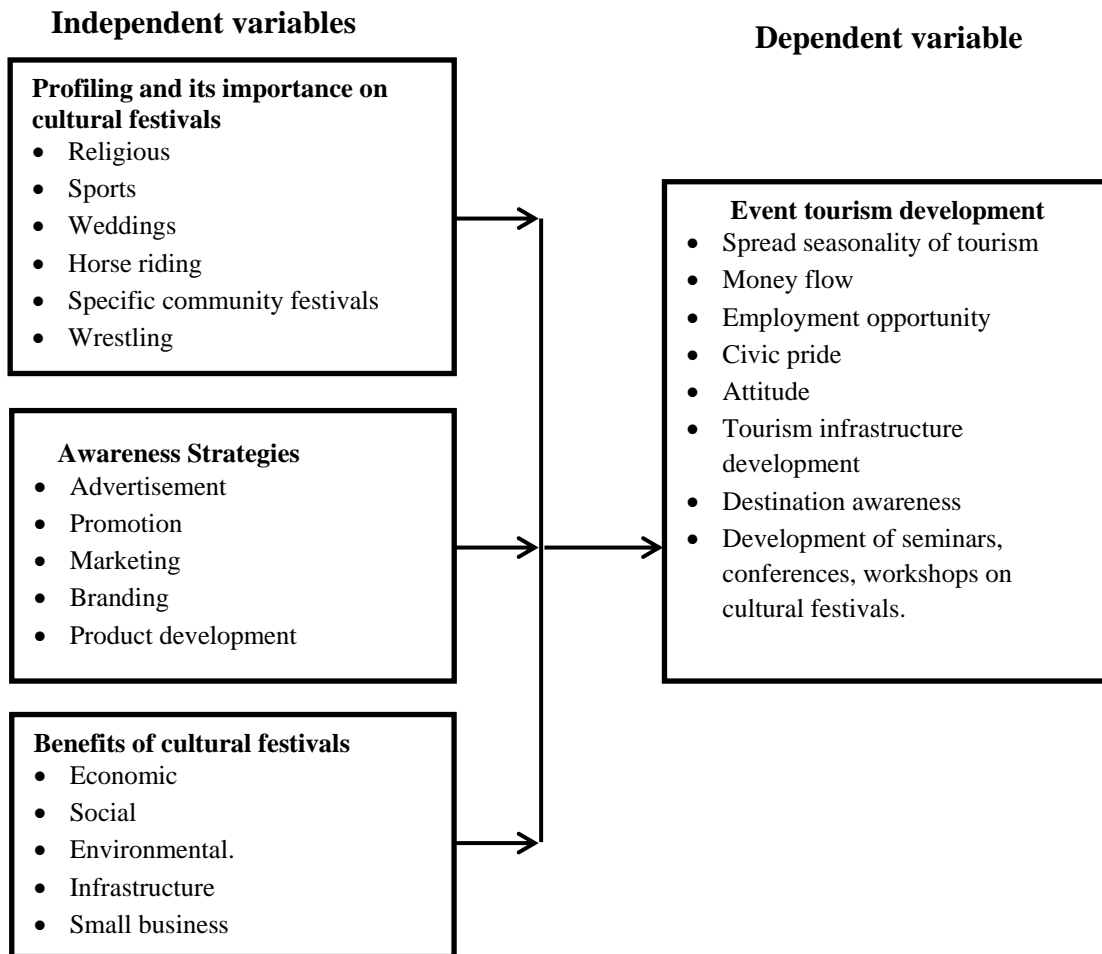 Independent variables
Dependent variable
Profiling and its importance on
cultural festivals
• Religious
• Sports
• Weddings
• Horse riding
• Specific community festivals
• Wrestling
Awareness Strategies
• Advertisement
• Promotion
• Marketing
• Branding
• Product development
Benefits of cultural festivals
• Economic
• Social
• Environmental.
• Infrastructure
• Small business
Event tourism development
• Spread seasonality of tourism
• Money flow
• Employment opportunity
• Civic pride
• Attitude
• Tourism infrastructure
development
• Destination awareness
• Development of seminars,
conferences, workshops on
cultural festivals.